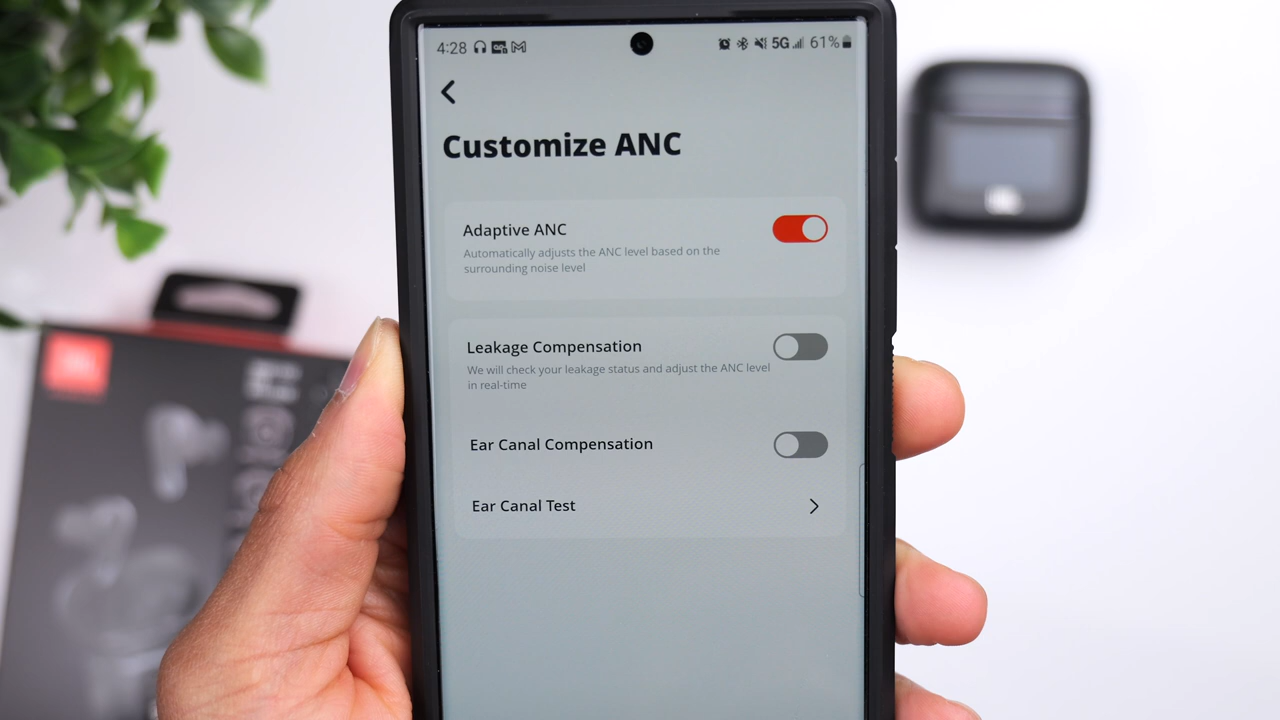 4:28 5G 61%
Customize ANC
Adaptive ANC
Automatically adjusts the ANC level based on the
surrounding noise level
Leakage Compensation
We will check your leakage status and adjust the ANC level
in real-time
Ear Canal Compensation
Ear Canal Test
JBL
JBL